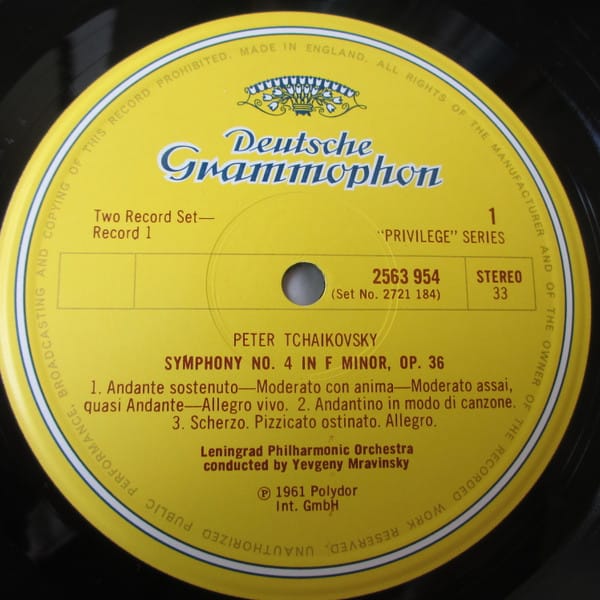 Deutsche
Grammophon
Two Record Set—
Record 1
1
"PRIVILEGE" SERIES
2563 954
(Set No. 2721 184)
STEREO
33
PETER TCHAIKOVSKY
SYMPHONY NO. 4 IN F MINOR, OP. 36
1. Andante sostenuto—Moderato con anima—Moderato assai,
quasi Andante—Allegro vivo. 2. Andantino in modo di canzone.
3. Scherzo. Pizzicato ostinato. Allegro.
Leningrad Philharmonic Orchestra
conducted by Yevgeny Mravinsky
℗ 1961 Polydor
Int. GmbH
MADE IN ENGLAND. ALL RIGHTS OF THE MANUFACTURER AND OF THE OWNER OF THE RECORDED WORK RESERVED. UNAUTHORIZED PUBLIC PERFORMANCE, BROADCASTING AND COPYING OF THIS RECORD PROHIBITED.